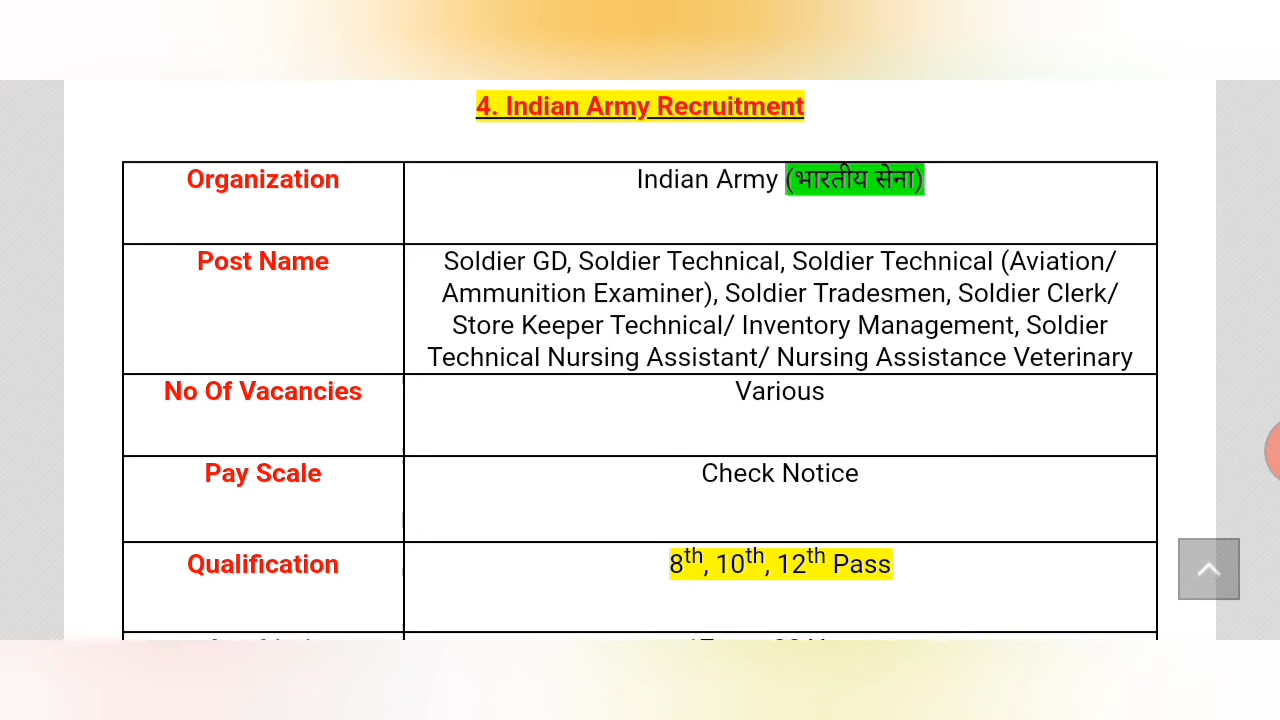 4. Indian Army Recruitment
Organization
Indian Army (भारतीय सेना)
Post Name
Soldier GD, Soldier Technical, Soldier Technical (Aviation/
Ammunition Examiner), Soldier Tradesmen, Soldier Clerk/
Store Keeper Technical/ Inventory Management, Soldier
Technical Nursing Assistant/ Nursing Assistance Veterinary
No Of Vacancies
Various
Pay Scale
Check Notice
Qualification
8th, 10th, 12th Pass